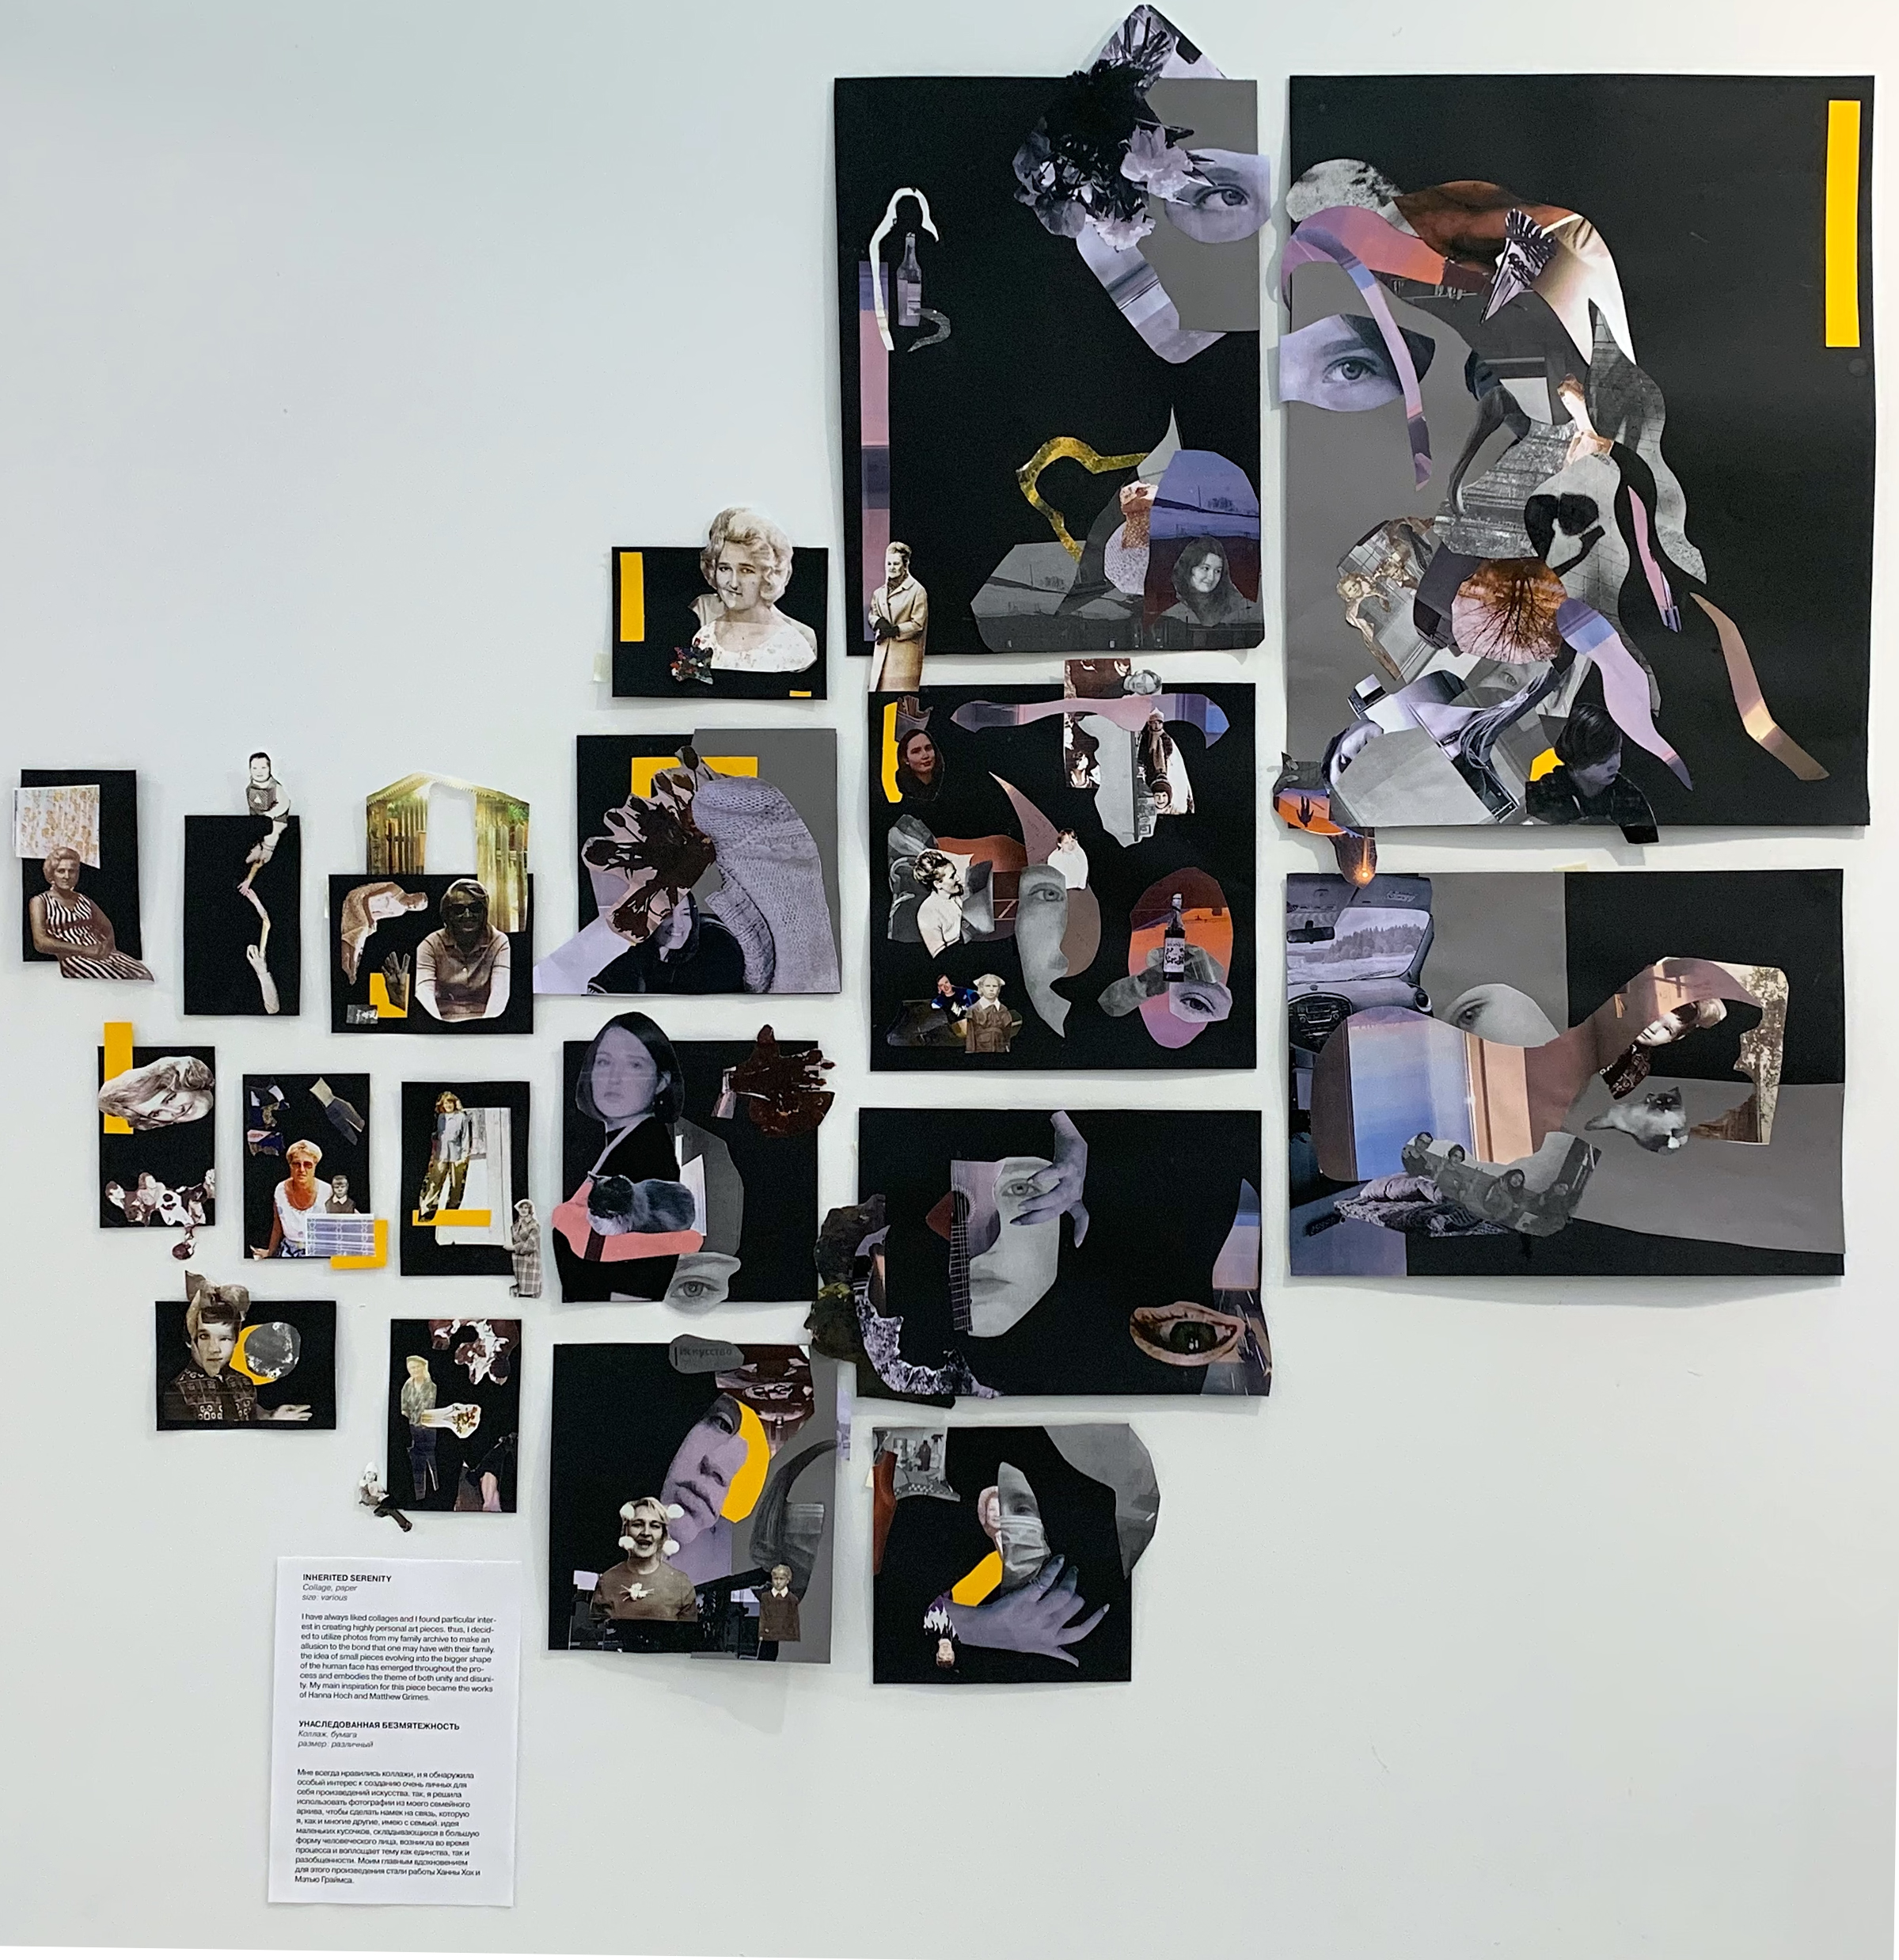 Искусство
INHERITED SERENITY
Collage, paper
size: various
I have always liked collages and I found particular inter-
est in creating highly personal art pieces. thus, I decid-
ed to utilize photos from my family archive to make an
allusion to the bond that one may have with their family.
the idea of small pieces evolving into the bigger shape
of the human face has emerged throughout the pro-
cess and embodies the theme of both unity and disuni-
ty. My main inspiration for this piece became the works
of Hanna Hoch and Matthew Grimes.
УНАСЛЕДОВАННАЯ БЕЗМЯТЕЖНОСТЬ
Коллаж, бумага
размер: различный
Мне всегда нравились коллажи, и я обнаружила
особый интерес к созданию очень личных для
себя произведений искусства. так, я решила
использовать фотографии из моего семейного
архива, чтобы сделать намек на связь, которую
я, как и многие другие, имею с семьей. идея
маленьких кусочков, складывающихся в большую
форму человеческого лица, возникла во время
процесса и воплощает тему как единства, так и
разобщенности. Моим главным вдохновением
для этого произведения стали работы Ханны Хох и
Мэтью Граймса.